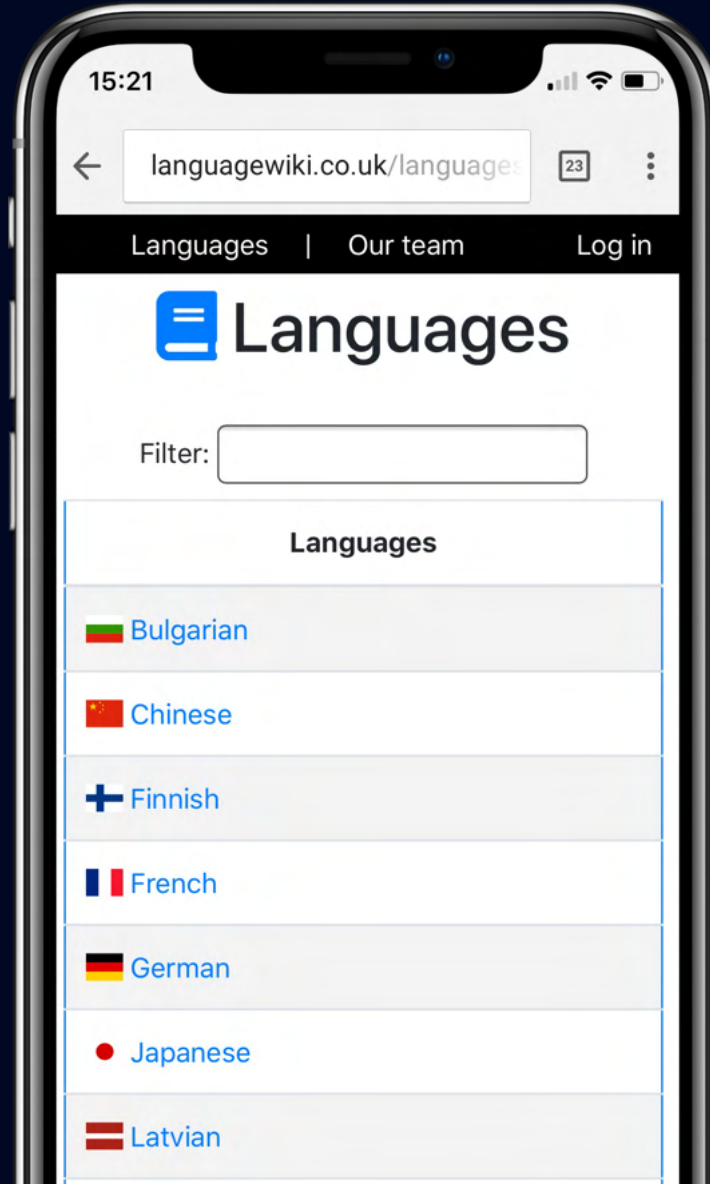 15:21
languagewiki.co.uk/languages
23
Languages | Our team Log in
Languages
Filter:
Languages
Bulgarian
Chinese
Finnish
French
German
Japanese
Latvian